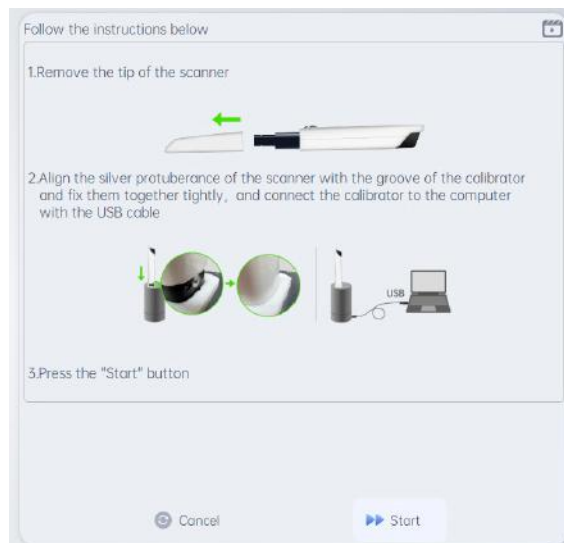 Follow the instructions below
1.Remove the tip of the scanner
2.Align the silver protuberance of the scanner with the groove of the calibrator
and fix them together tightly, and connect the calibrator to the computer
with the USB cable
USB
3.Press the "Start" button
Cancel
Start